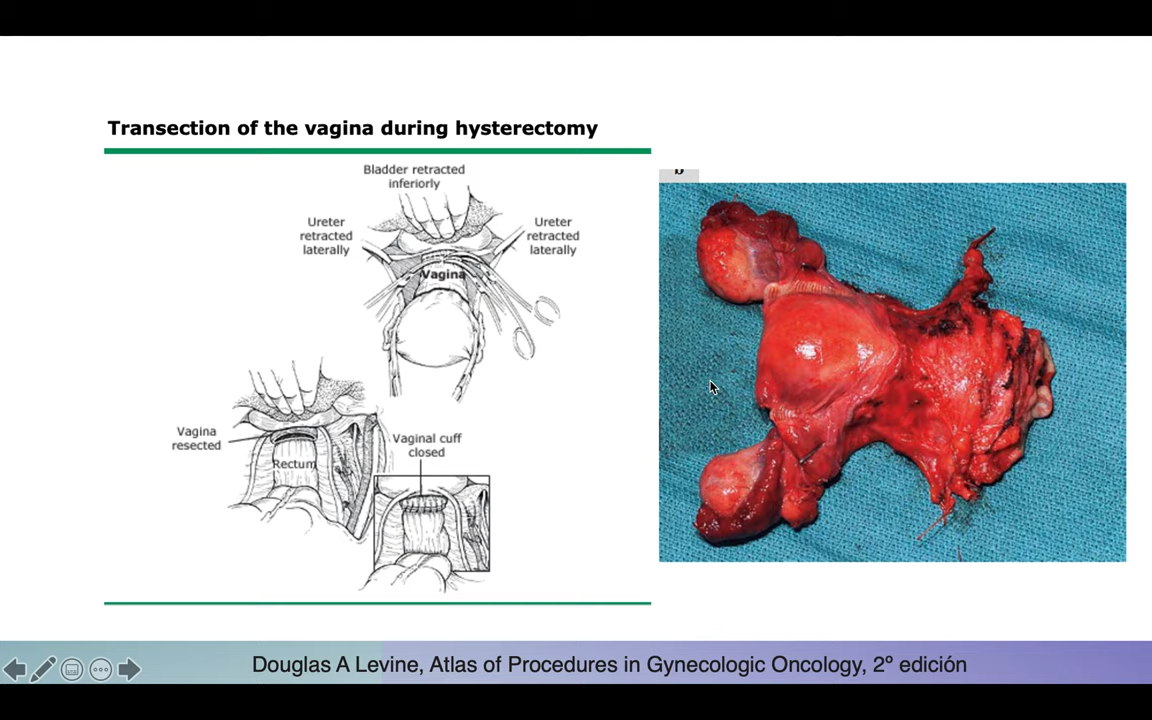 Transection of the vagina during hysterectomy
Bladder retracted
inferiorly
Ureter
retracted
laterally
Ureter
retracted
laterally
Vagina
Vagina
resected
Rectum
Vaginal cuff
closed
b
Douglas A Levine, Atlas of Procedures in Gynecologic Oncology, 2º edición